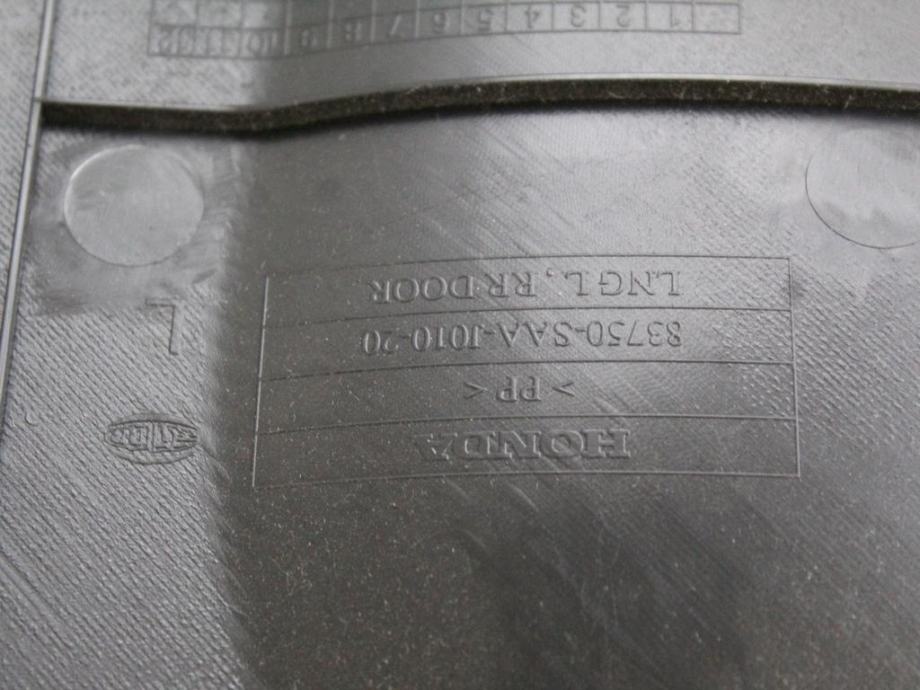 HONDA
>PP<
83750-SAA-J010-20
L
LNG L, RR DOOR
1 2 3 4 5 6 7 8 9 10 11 12